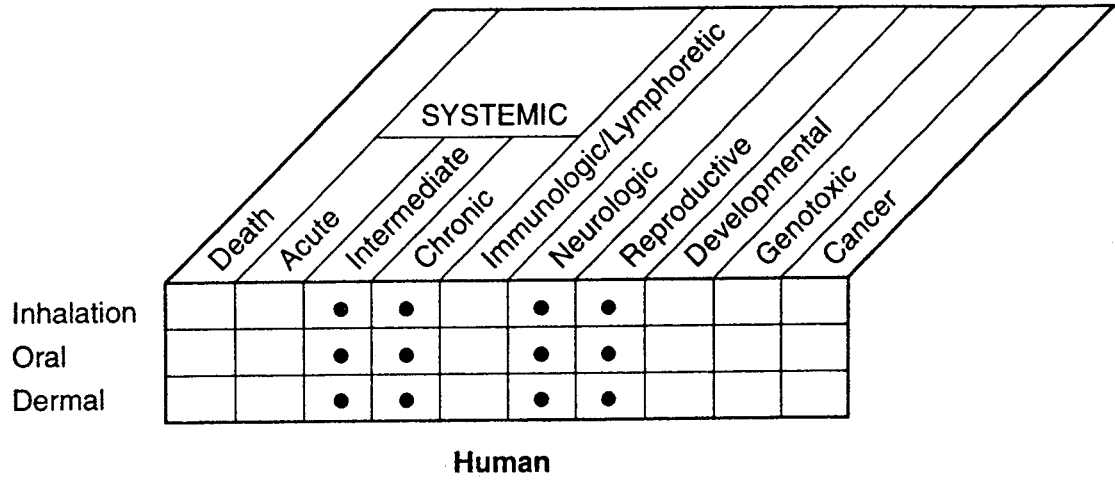 SYSTEMIC
Death
Acute
Intermediate
Chronic
Immunologic/Lymphoretic
Neurologic
Reproductive
Developmental
Genotoxic
Cancer
Inhalation
Oral
Dermal
Human